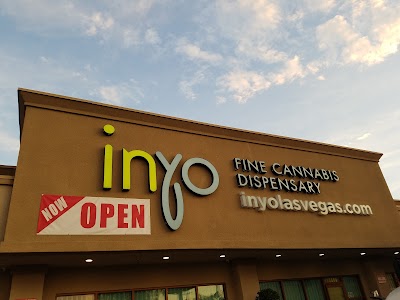 inyo
FINE CANNABIS
DISPENSARY
inyolasvegas.com
NOW OPEN